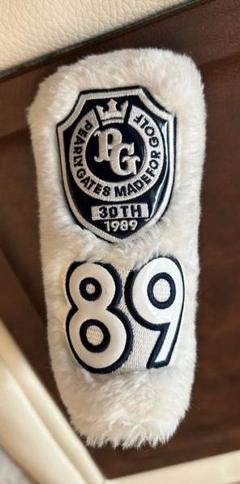 PG
PEARLY GATES MADE FOR GOLF
30TH
1989
89